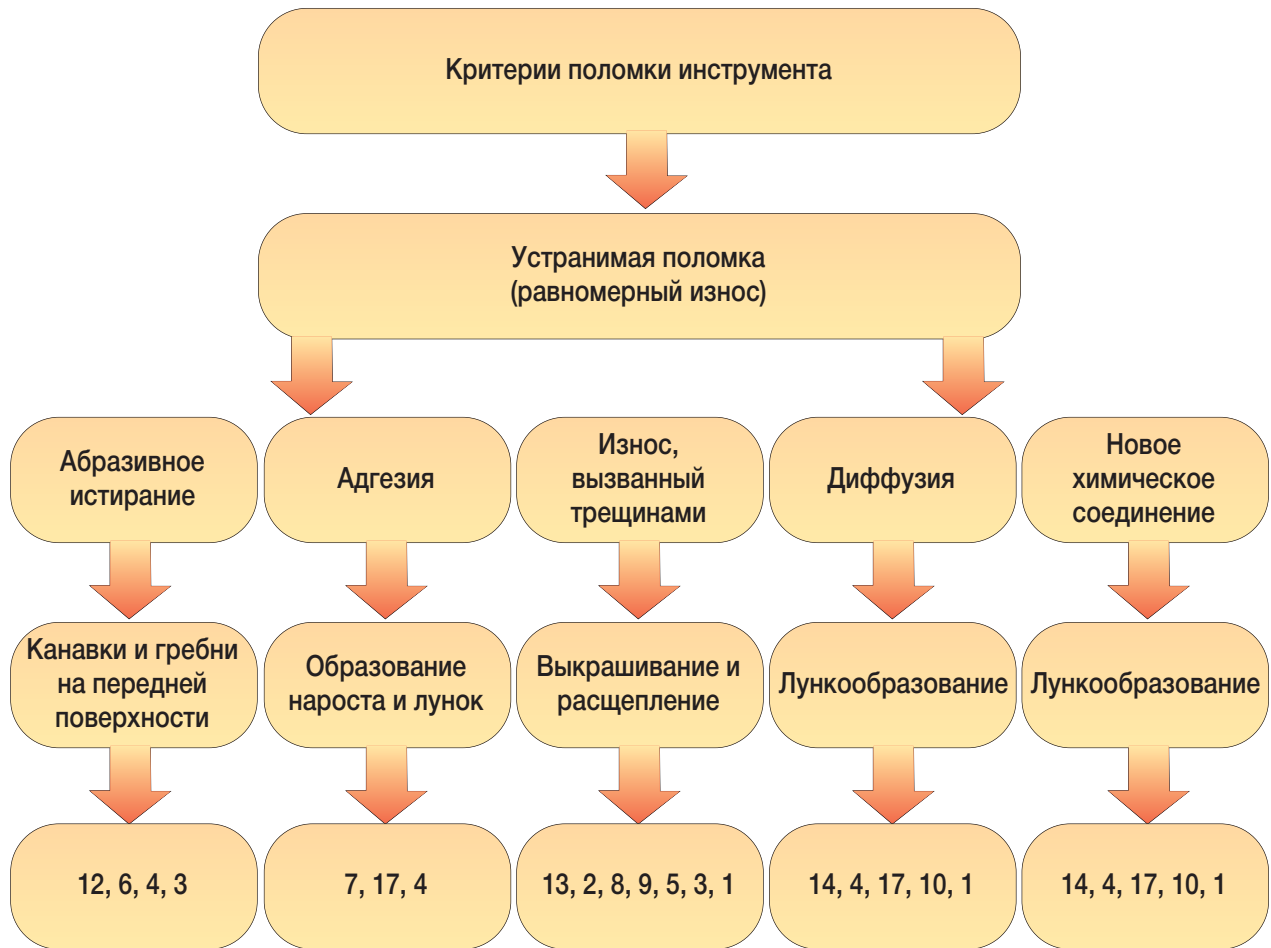 Критерии поломки инструмента
Устранимая поломка
(равномерный износ)
Абразивное
истирание
Адгезия
Износ,
вызванный
трещинами
Диффузия
Новое
химическое
соединение
Канавки и гребни
на передней
поверхности
Образование
нароста и лунок
Выкрашивание и
расщепление
Лункообразование
Лункообразование
12, 6, 4, 3
7, 17, 4
13, 2, 8, 9, 5, 3, 1
14, 4, 17, 10, 1
14, 4, 17, 10, 1